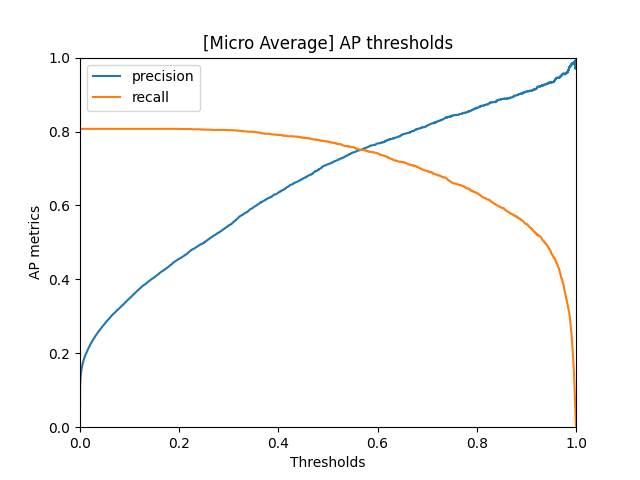 [Micro Average] AP thresholds
1.0
0.8
0.6
0.4
0.2
0.0
AP metrics
precision
recall
0.0 0.2 0.4 0.6 0.8 1.0
Thresholds